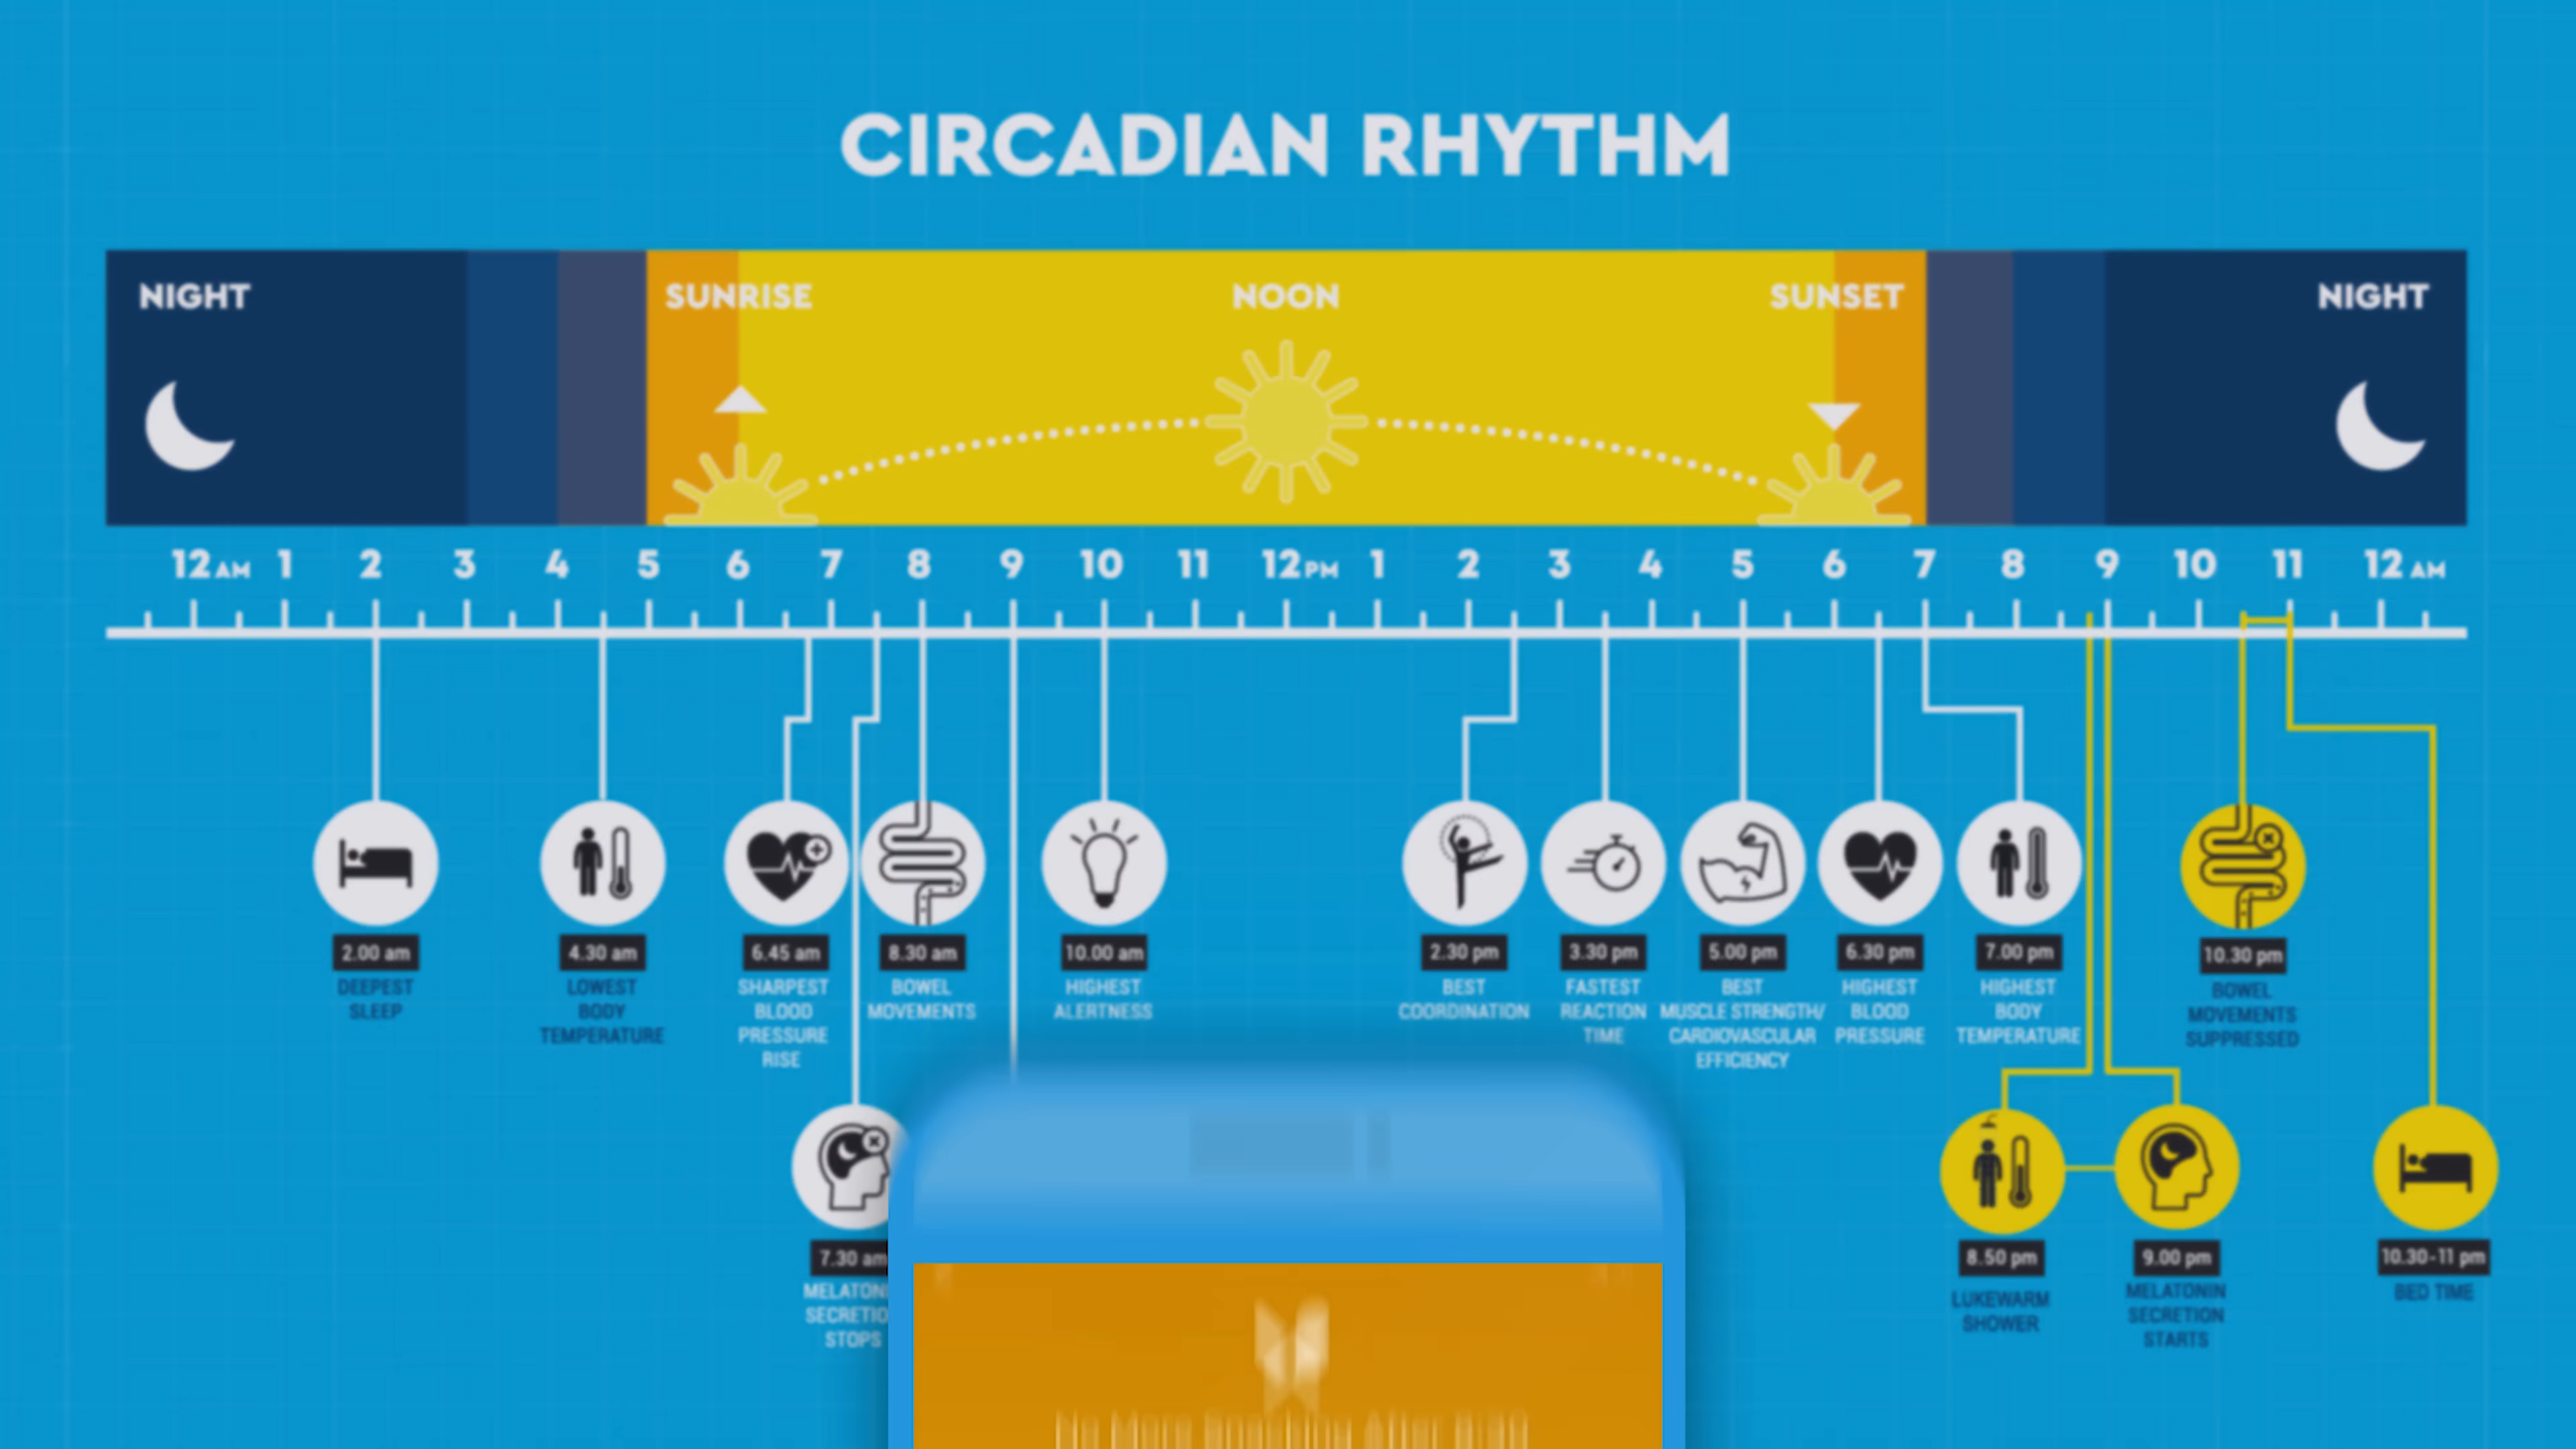 CIRCADIAN RHYTHM
NIGHT SUNRISE NOON SUNSET NIGHT
12 AM 1 2 3 4 5 6 7 8 9 10 11 12 PM 1 2 3 4 5 6 7 8 9 10 11 12 AM
2.00 am
DEEPEST
SLEEP
4.30 am
LOWEST
BODY
TEMPERATURE
6.45 am
SHARPEST
BLOOD
PRESSURE
RISE
8.30 am
BOWEL
MOVEMENTS
10.00 am
HIGHEST
ALERTNESS
2.30 pm
BEST
COORDINATION
3.30 pm
FASTEST
REACTION
TIME
5.00 pm
BEST
MUSCLE STRENGTH/
CARDIOVASCULAR
EFFICIENCY
6.30 pm
HIGHEST
BLOOD
PRESSURE
7.00 pm
HIGHEST
BODY
TEMPERATURE
10.30 pm
BOWEL
MOVEMENTS
SUPPRESSED
7.30 am
MELATONI
SECRETIO
STOPS
8.50 pm
LUKEWARM
SHOWER
9.00 pm
MELATONIN
SECRETION
STARTS
10.30-11 pm
BED TIME